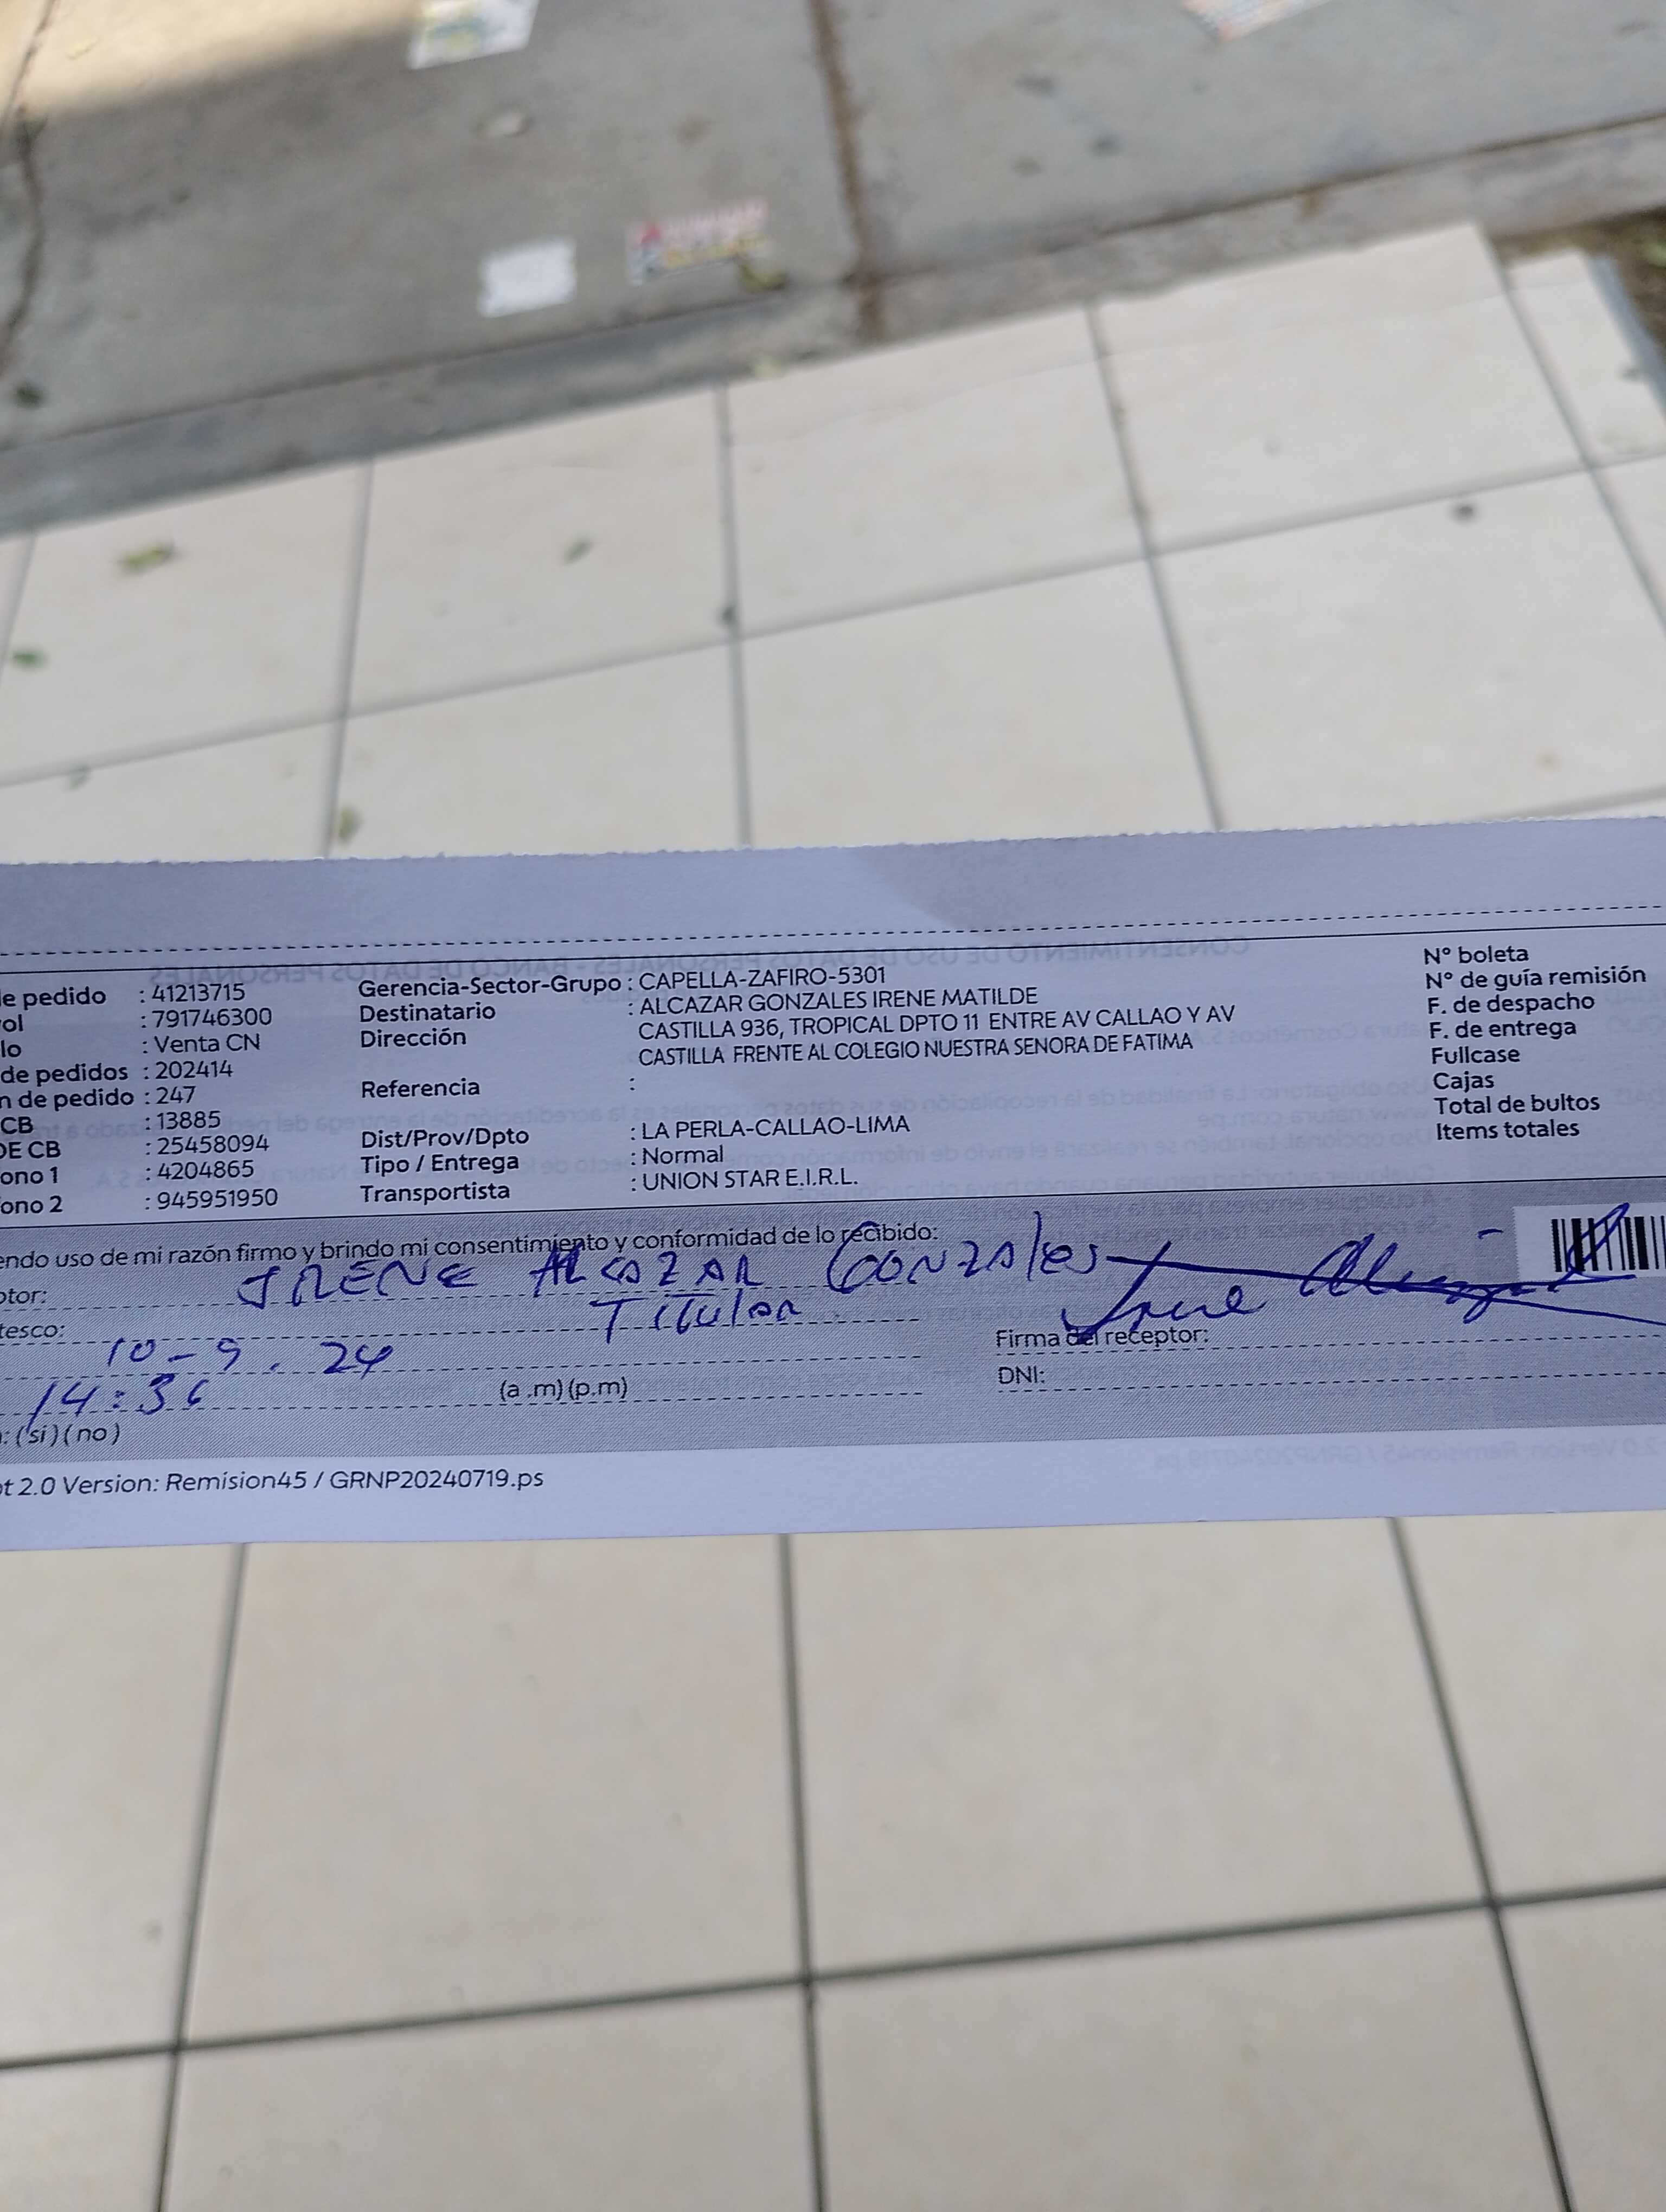 e pedido : 41213715
ol : 791746300
lo : Venta CN
de pedidos : 202414
n de pedido : 247
CB : 13885
DE CB : 25458094
ono 1 : 4204865
ono 2 : 945951950
Gerencia-Sector-Grupo : CAPELLA-ZAFIRO-5301
Destinatario : ALCAZAR GONZALES IRENE MATILDE
Dirección CASTILLA 936, TROPICAL DPTO 11 ENTRE AV CALLAO Y AV
CASTILLA FRENTE AL COLEGIO NUESTRA SENORA DE FATIMA
Referencia :
Dist/Prov/Dpto : LA PERLA-CALLAO-LIMA
Tipo / Entrega : Normal
Transportista : UNION STAR E.I.R.L.
N° boleta
N° de guía remisión
F. de despacho
F. de entrega
Fullcase
Cajas
Total de bultos
Items totales
endo uso de mi razón firmo y brindo mi consentimiento y conformidad de lo recibido:
ptor: IRENE ALCAZAR GONZALES
tesco: Titular
10-9.24
14:36 (a .m) (p.m)
: (si) (no)
Firma del receptor:
DNI:
ot 2.0 Version: Remision45 / GRNP20240719.ps